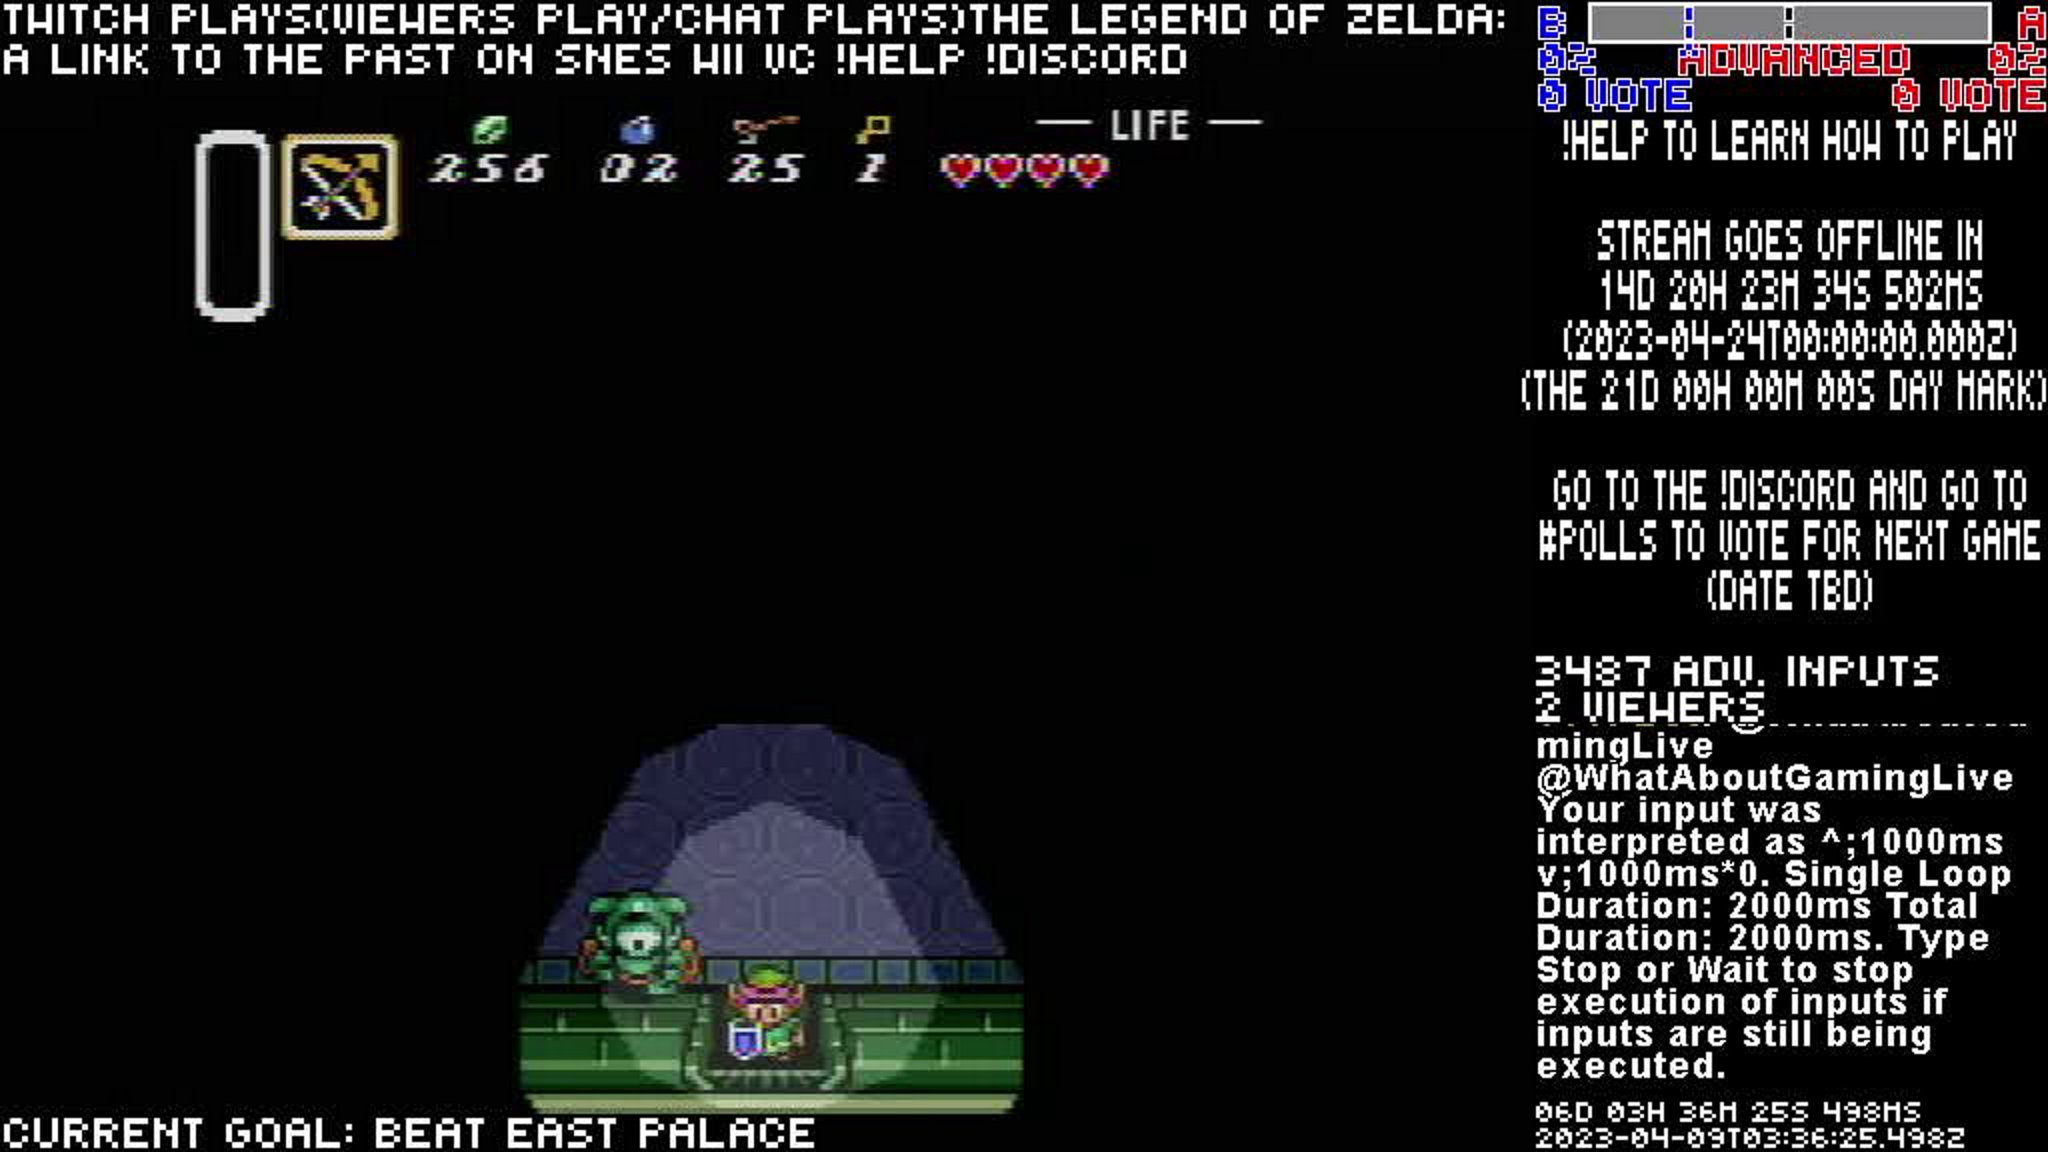 TWITCH PLAYS(VIEWERS PLAY/CHAT PLAYS)THE LEGEND OF ZELDA:
A LINK TO THE PAST ON SNES WII VC !HELP !DISCORD
B A
0% ADVANCED 0%
0 VOTE 0 VOTE
!HELP TO LEARN HOW TO PLAY
— LIFE —
256 02 25 1
STREAM GOES OFFLINE IN
14D 20H 23M 34S 502MS
(2023-04-24T00:00:00.000Z)
(THE 21D 00H 00M 00S DAY MARK)
GO TO THE !DISCORD AND GO TO
#POLLS TO VOTE FOR NEXT GAME
(DATE TBD)
3487 ADV. INPUTS
2 VIEWERS
mingLive
@WhatAboutGamingLive
Your input was
interpreted as ^;1000ms
v;1000ms*0. Single Loop
Duration: 2000ms Total
Duration: 2000ms. Type
Stop or Wait to stop
execution of inputs if
inputs are still being
executed.
06D 03H 36M 25S 498MS
2023-04-09T03:36:25.498Z
CURRENT GOAL: BEAT EAST PALACE